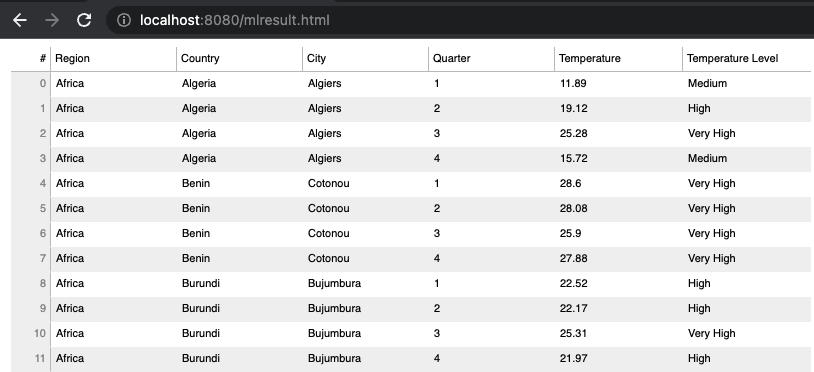 localhost:8080/mlresult.html
# Region Country City Quarter Temperature Temperature Level
0 Africa Algeria Algiers 1 11.89 Medium
1 Africa Algeria Algiers 2 19.12 High
2 Africa Algeria Algiers 3 25.28 Very High
3 Africa Algeria Algiers 4 15.72 Medium
4 Africa Benin Cotonou 1 28.6 Very High
5 Africa Benin Cotonou 2 28.08 Very High
6 Africa Benin Cotonou 3 25.9 Very High
7 Africa Benin Cotonou 4 27.88 Very High
8 Africa Burundi Bujumbura 1 22.52 High
9 Africa Burundi Bujumbura 2 22.17 High
10 Africa Burundi Bujumbura 3 25.31 Very High
11 Africa Burundi Bujumbura 4 21.97 High